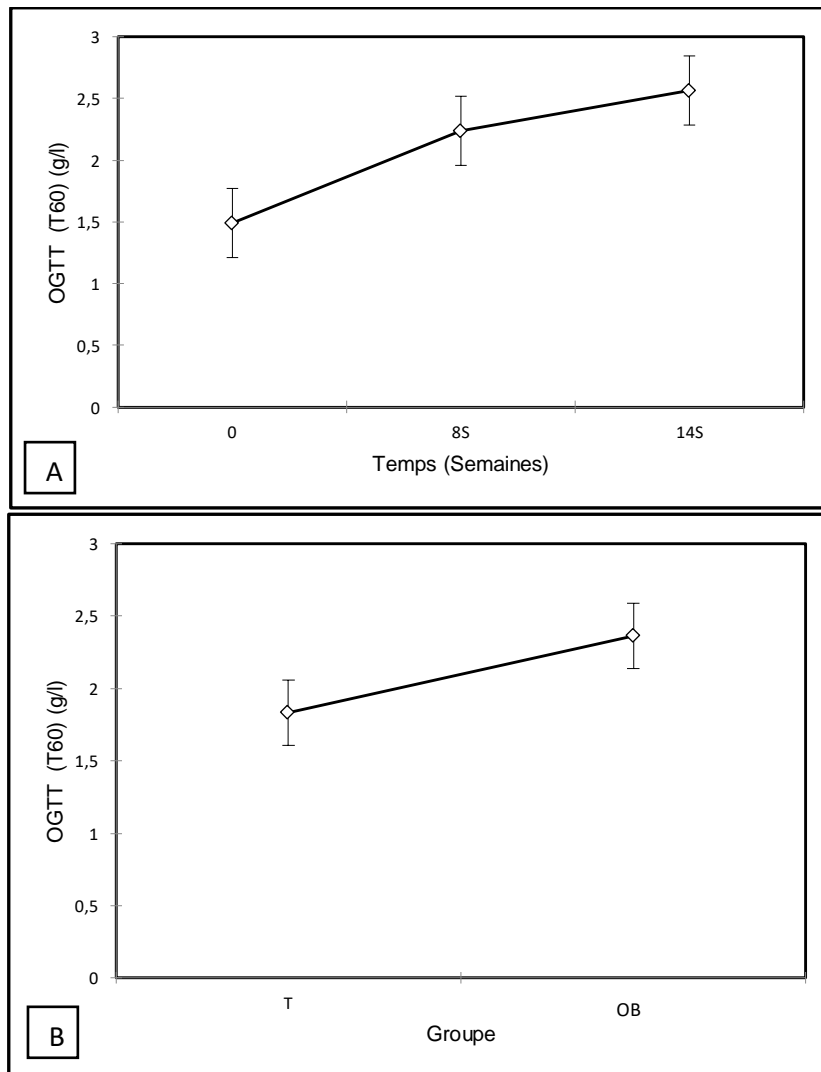 3
2,5
2
1,5
1
0,5
0
OGTT (T60) (g/l)
0 8S 14S
Temps (Semaines)
A
3
2,5
2
1,5
1
0,5
0
OGTT (T60) (g/l)
T OB
Groupe
B